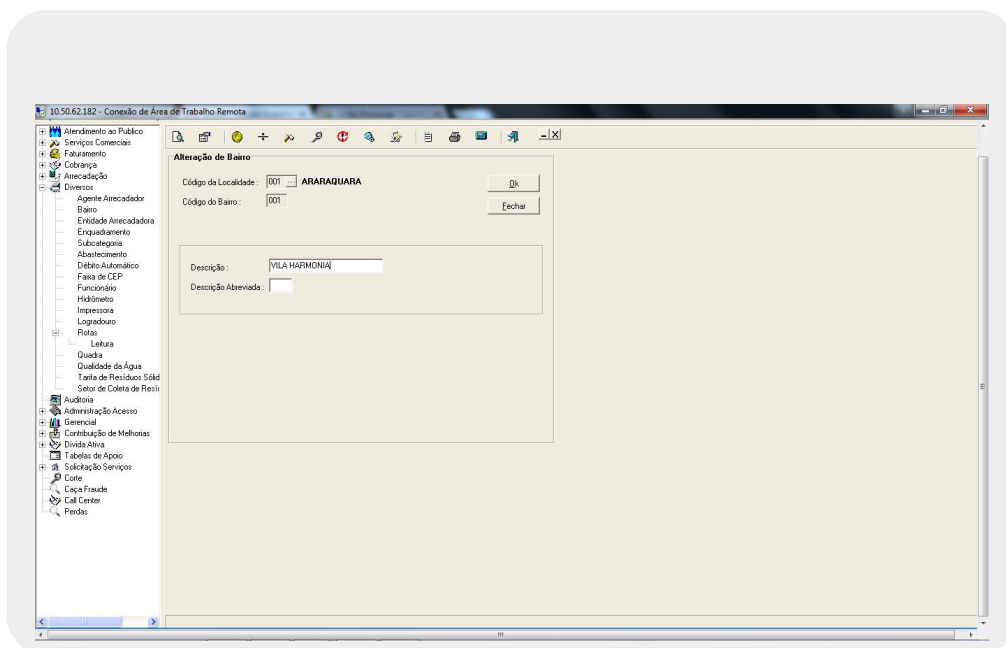 10.50.62.182 - Conexão de Área de Trabalho Remota
Atendimento ao Publico
Serviços Comerciais
Faturamento
Cobrança
Arrecadação
Diversos
Agente Arrecadador
Bairro
Entidade Arrecadadora
Enquadramento
Subcategoria
Abastecimento
Débito Automático
Faixa de CEP
Funcionário
Hidrômetro
Impressora
Logradouro
Rotas
Leitura
Quadra
Qualidade da Água
Tarifa de Resíduos Sólid
Setor de Coleta de Resíc
Auditoria
Administração Acesso
Gerencial
Contribuição de Melhorias
Divida Ativa
Tabelas de Apoio
Solicitação Serviços
Corte
Caça Fraude
Call Center
Perdas
Alteração de Bairro
Código da Localidade : 001 ... ARARAQUARA
Ok
Código do Bairro : 001
Fechar
Descrição : VILA HARMONIA
Descrição Abreviada :